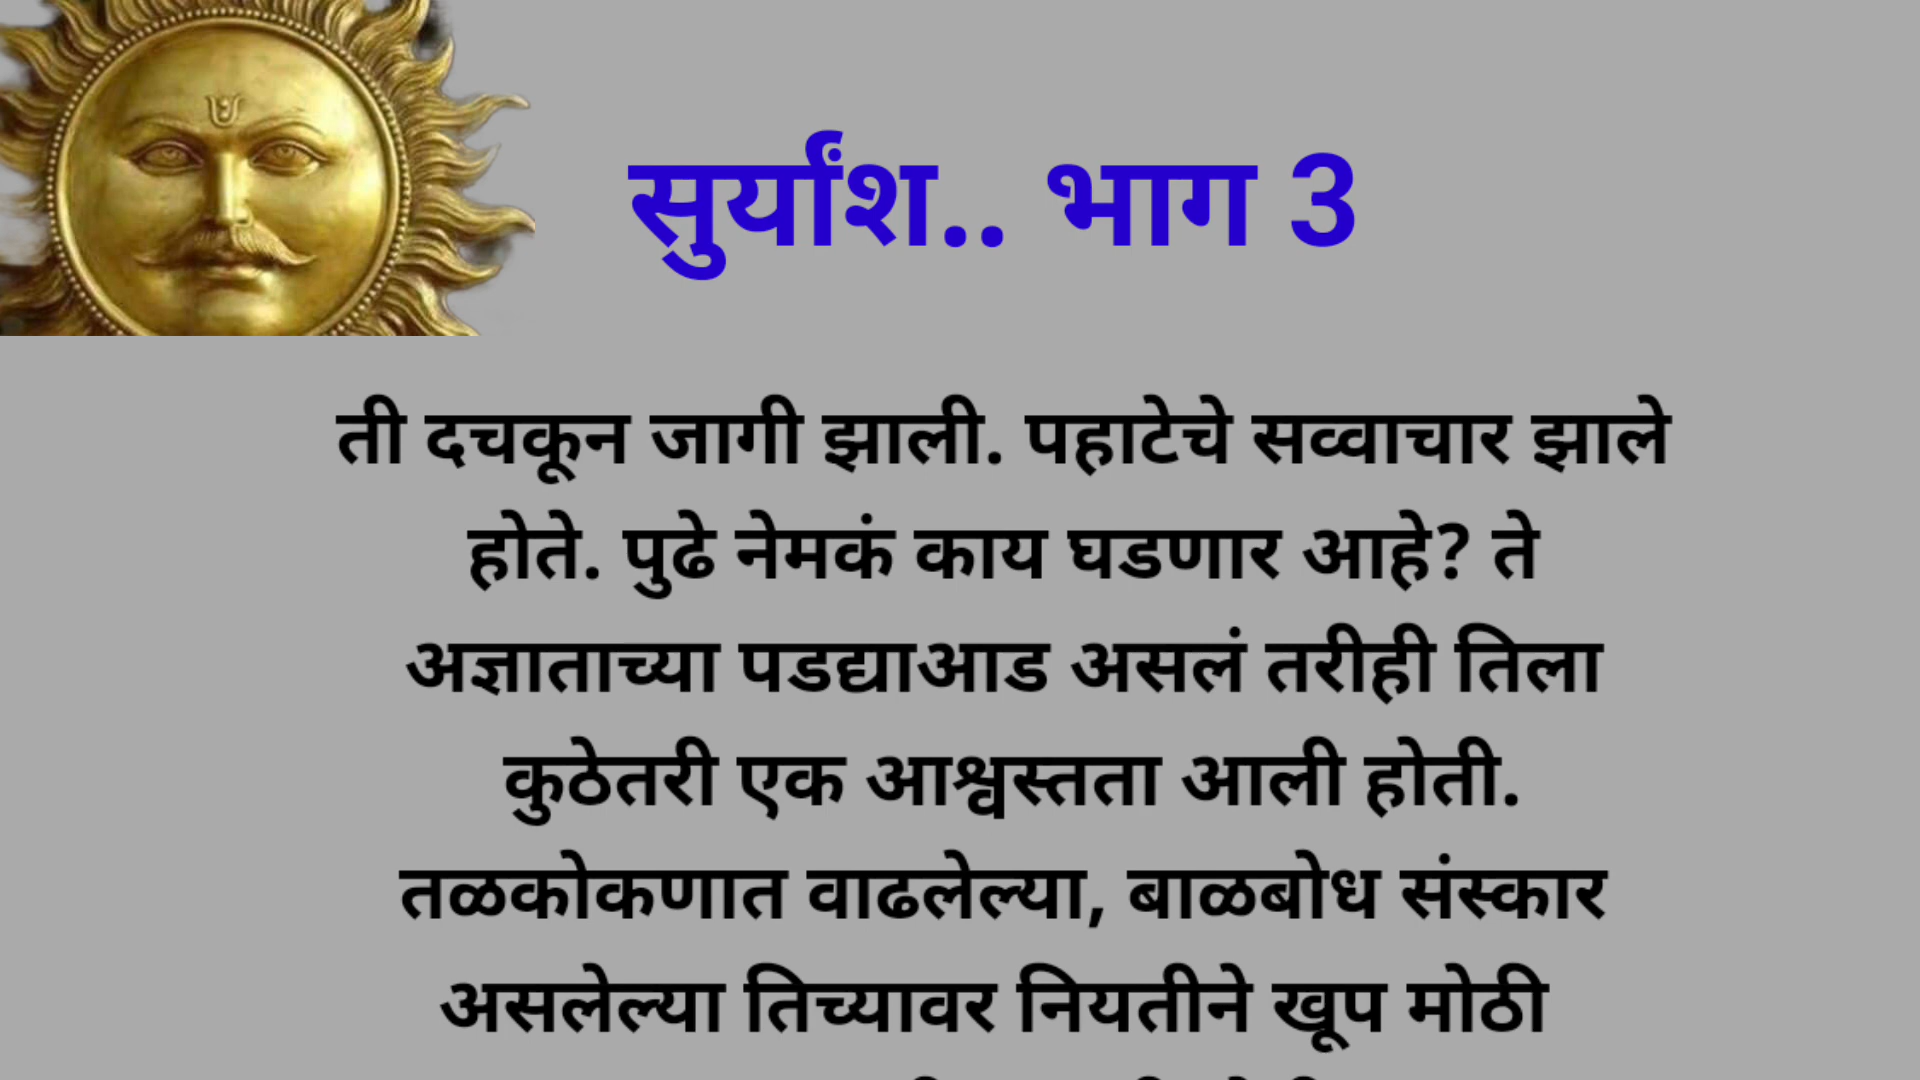 सुर्यांश.. भाग 3
ती दचकून जागी झाली. पहाटेचे सव्वाचार झाले
होते. पुढे नेमकं काय घडणार आहे? ते
अज्ञाताच्या पडद्याआड असलं तरीही तिला
कुठेतरी एक आश्वस्तता आली होती.
तळकोकणात वाढलेल्या, बाळबोध संस्कार
असलेल्या तिच्यावर नियतीने खूप मोठी